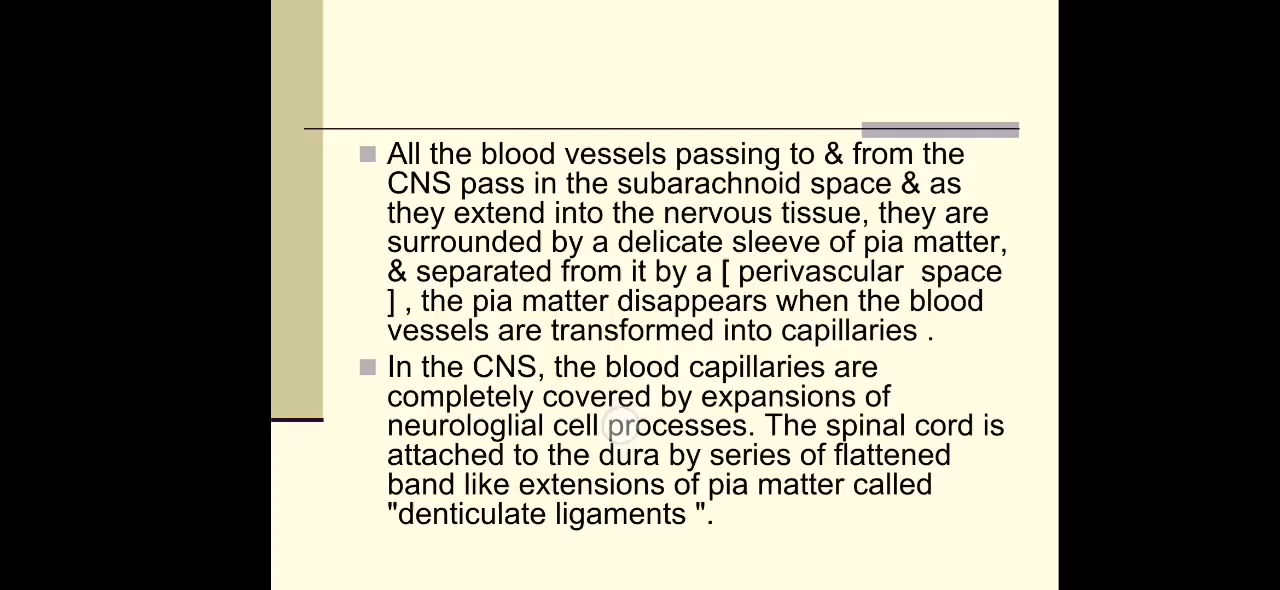 All the blood vessels passing to & from the
CNS pass in the subarachnoid space & as
they extend into the nervous tissue, they are
surrounded by a delicate sleeve of pia matter,
& separated from it by a [ perivascular  space
] , the pia matter disappears when the blood
vessels are transformed into capillaries .
In the CNS, the blood capillaries are
completely covered by expansions of
neurologlial cell processes. The spinal cord is
attached to the dura by series of flattened
band like extensions of pia matter called
"denticulate ligaments ".